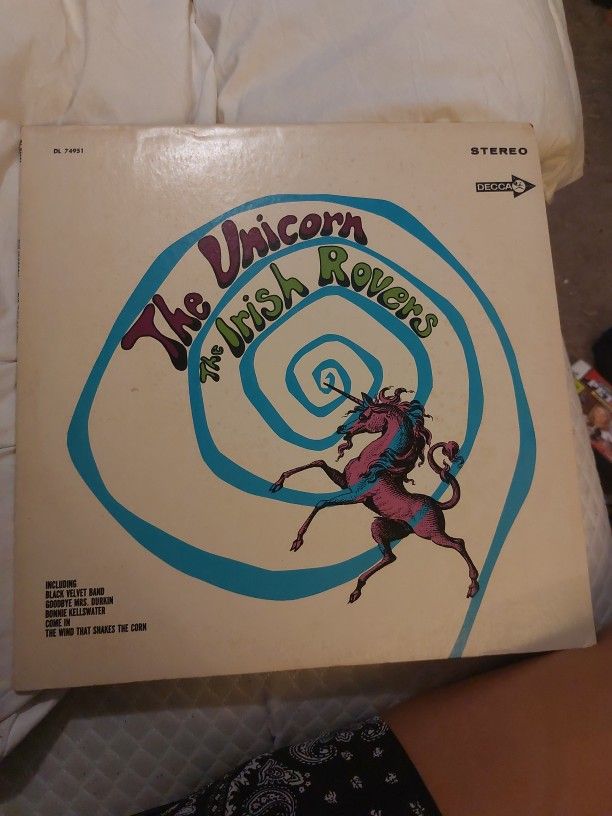 DL 74951
STEREO
DECCA
The Unicorn
The Irish Rovers
INCLUDING
BLACK VELVET BAND
GOODBYE MRS. DURKIN
BONNIE KELLSWATER
COME IN
THE WIND THAT SHAKES THE CORN